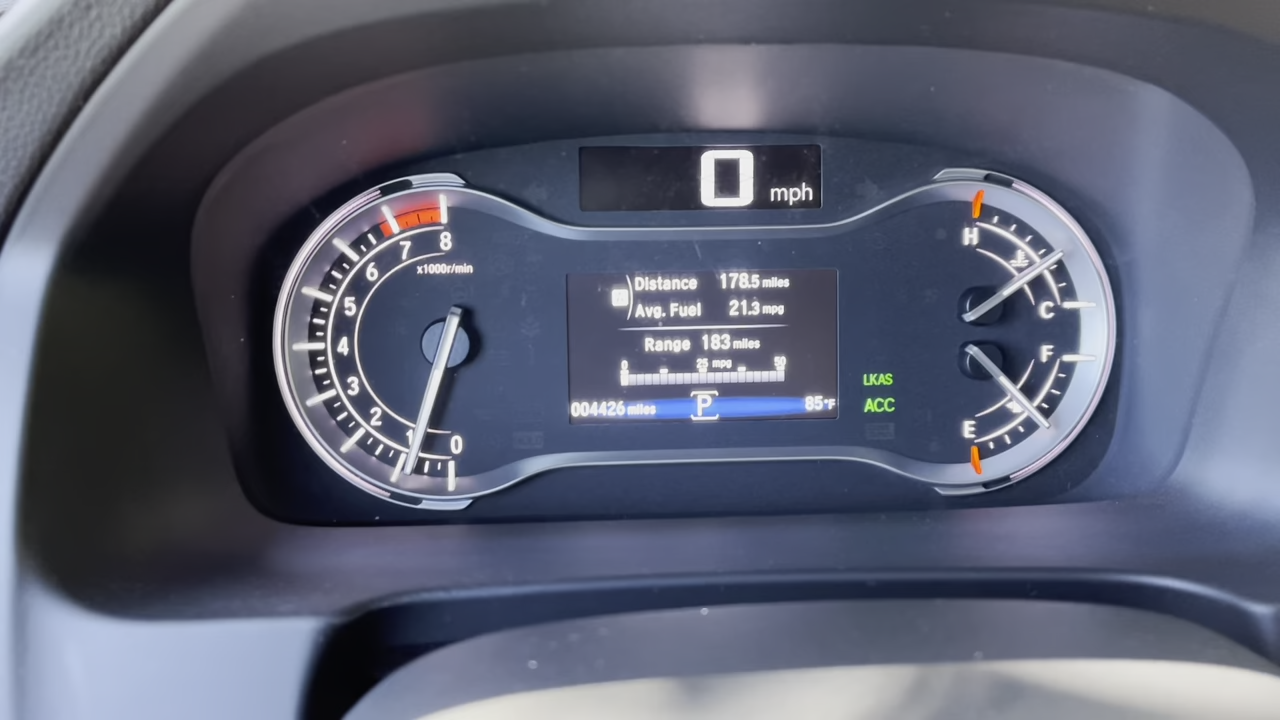 0 mph
8
7
6
5
4
3
2
1
0
x1000r/min
Distance 178.5 miles
Avg. Fuel 21.3 mpg
Range 183 miles
0 25 mpg 50
004426 miles P 85°F
LKAS
ACC
H
C
F
E